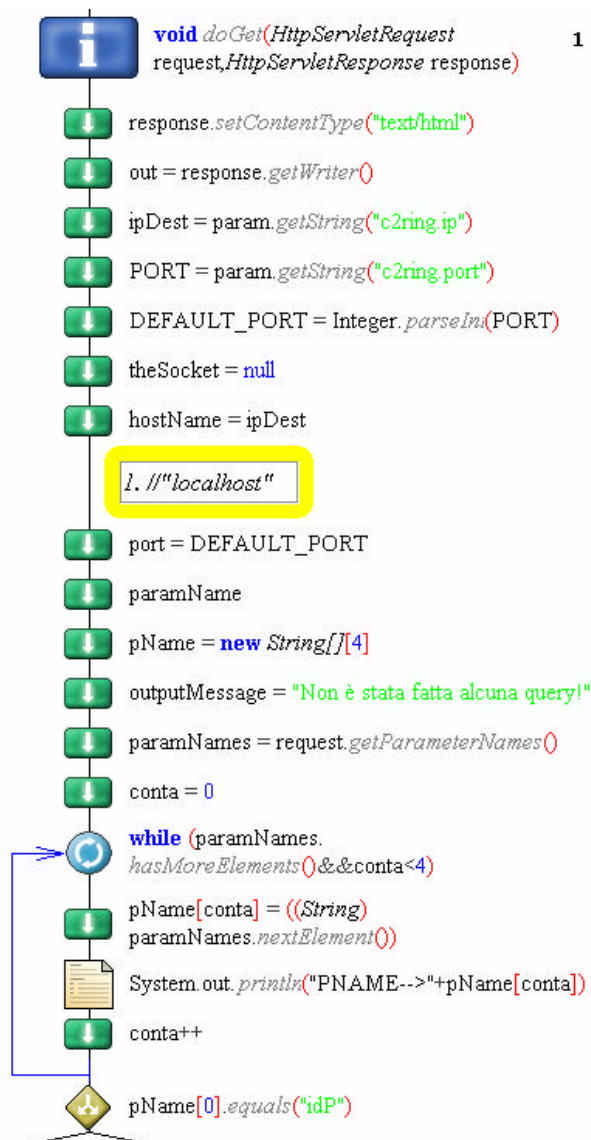 void doGet(HttpServletRequest
request,HttpServletResponse response)
1
response.setContentType("text/html")
out = response.getWriter()
ipDest = param.getString("c2ring.ip")
PORT = param.getString("c2ring.port")
DEFAULT_PORT = Integer.parseInt(PORT)
theSocket = null
hostName = ipDest
1. //"localhost"
port = DEFAULT_PORT
paramName
pName = new String[][4]
outputMessage = "Non è stata fatta alcuna query!"
paramNames = request.getParameterNames()
conta = 0
while (paramNames.
hasMoreElements()&&conta<4)
pName[conta] = ((String)
paramNames.nextElement())
System.out.println("PNAME-->"+pName[conta])
conta++
pName[0].equals("idP")